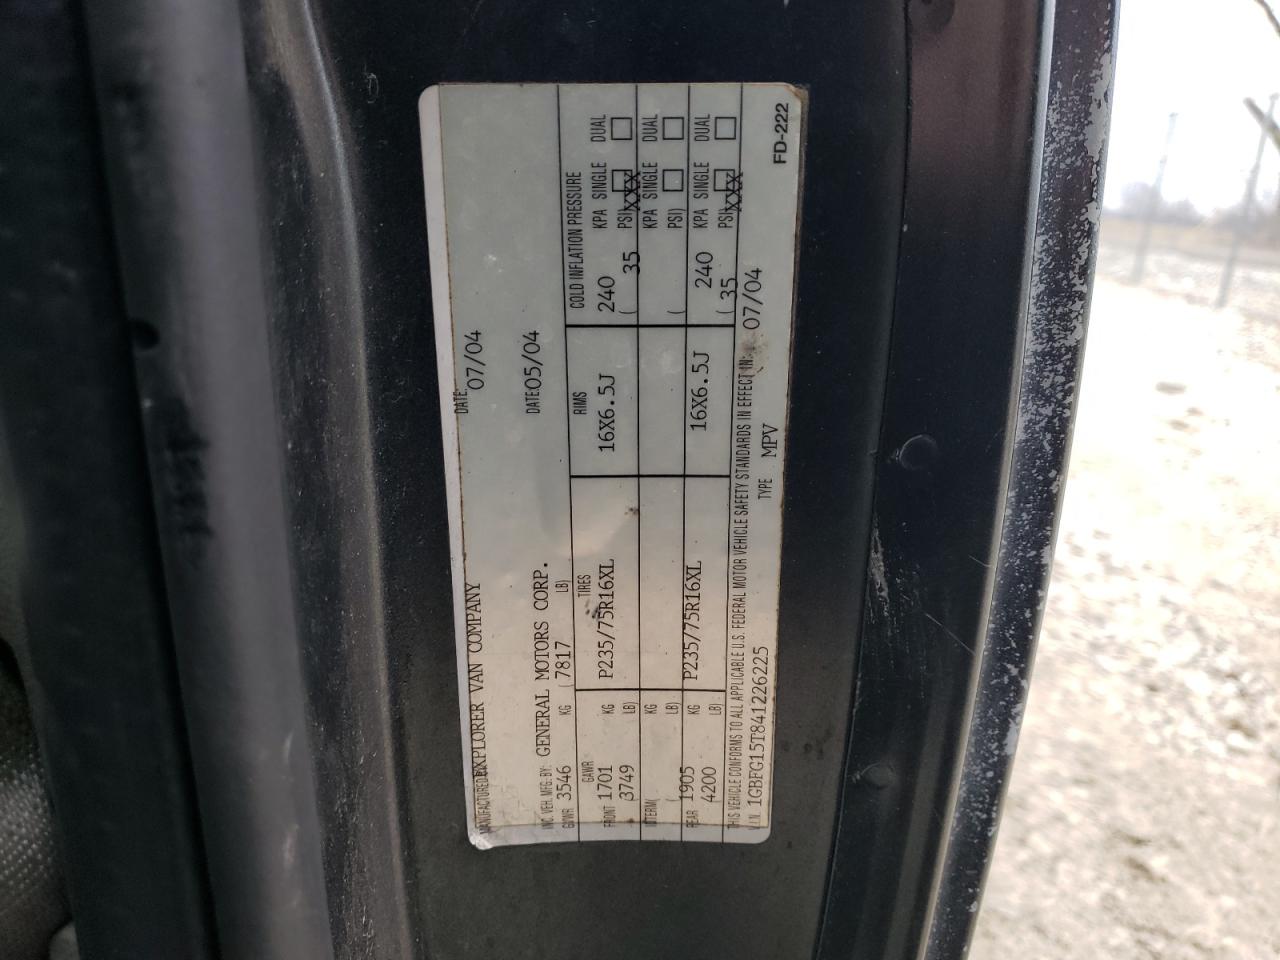 MANUFACTURED BY: EXPLORER VAN COMPANY DATE: 07/04
INC. VEH. MFG. BY: GENERAL MOTORS CORP. DATE: 05/04
GVWR 3546 KG ( 7817 LB)
GAWR TIRES RIMS COLD INFLATION PRESSURE
FRONT 1701 KG P235/75R16XL 16X6.5J 240 KPA SINGLE □ DUAL □
( 3749 LB) ( 35 PSI) XXX
INTERM KG KPA SINGLE □ DUAL □
( LB) ( PSI)
REAR 1905 KG P235/75R16XL 16X6.5J 240 KPA SINGLE □ DUAL □
( 4200 LB) ( 35 PSI) XXX
THIS VEHICLE CONFORMS TO ALL APPLICABLE U.S. FEDERAL MOTOR VEHICLE SAFETY STANDARDS IN EFFECT IN: 07/04
V.I.N. 1GBFG15T841226225 TYPE MPV
FD-222